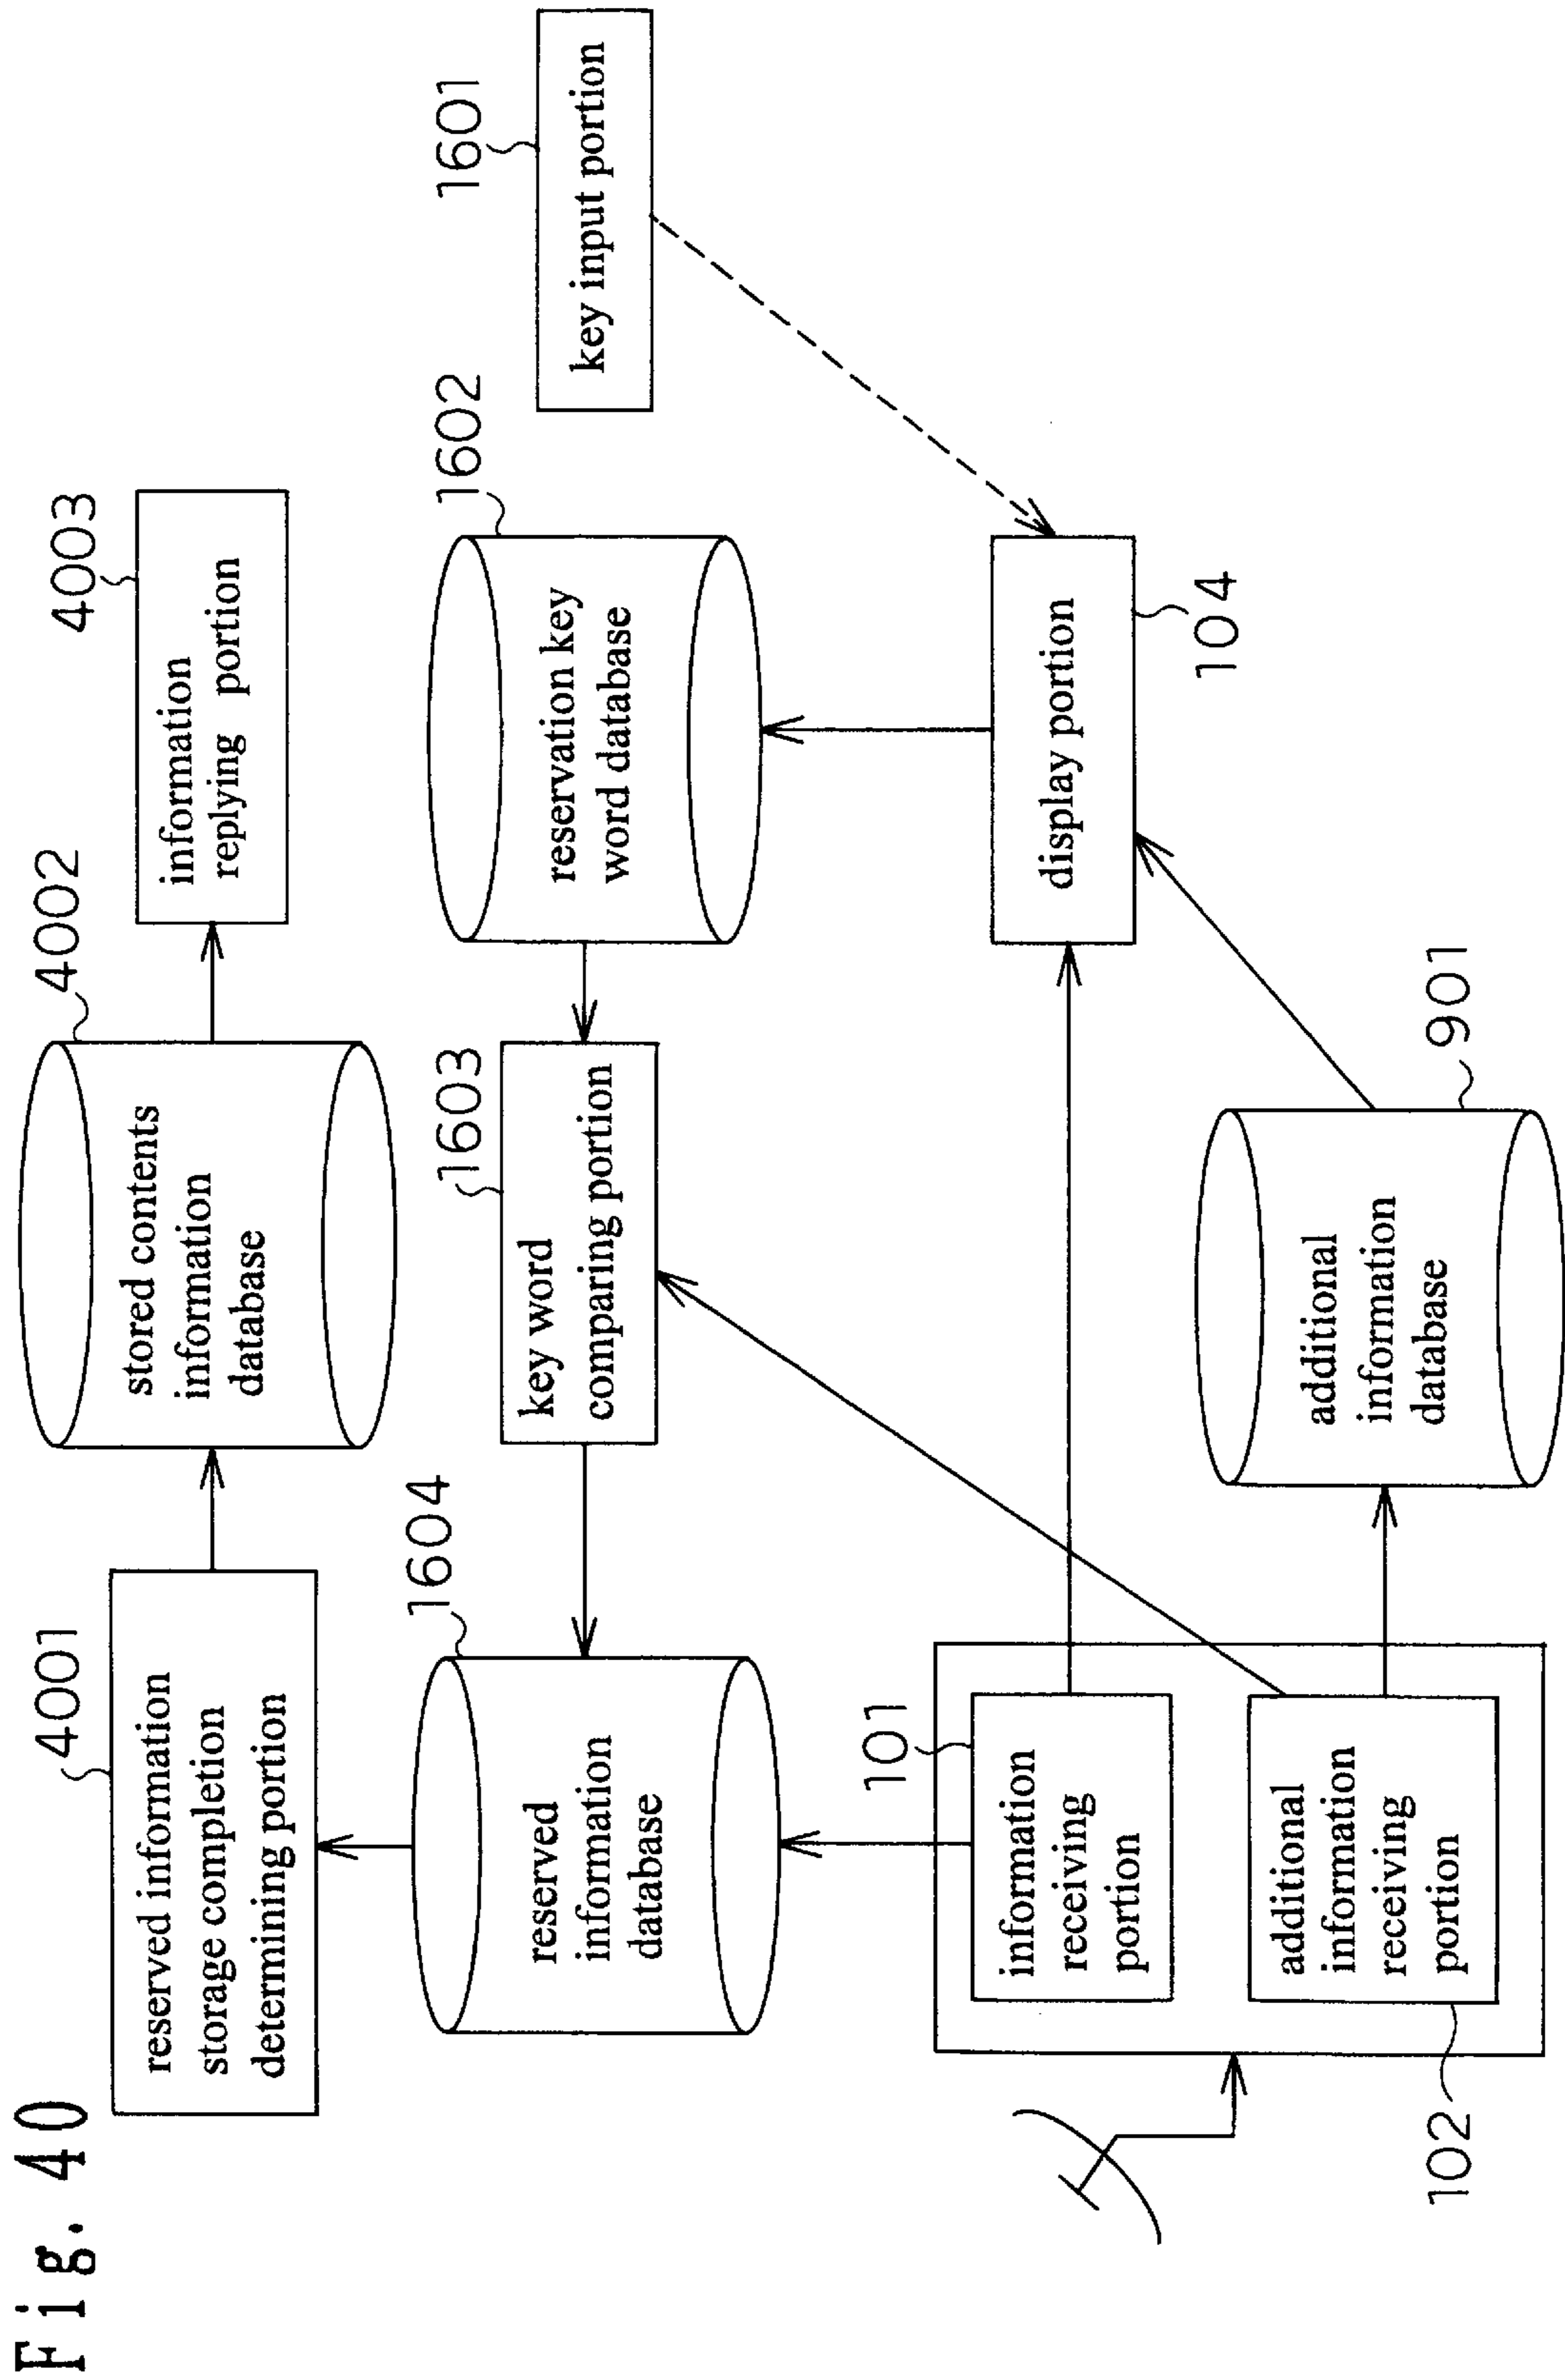 Fig. 40
4001
reserved information
storage completion
determining portion
4002
stored contents
information
database
4003
information
replying portion
1604
reserved
information
database
1603
key word
comparing portion
1602
reservation key
word database
1601
key input portion
101
information
receiving
portion
additional
information
receiving
portion
102
display portion
104
additional
information
database
901